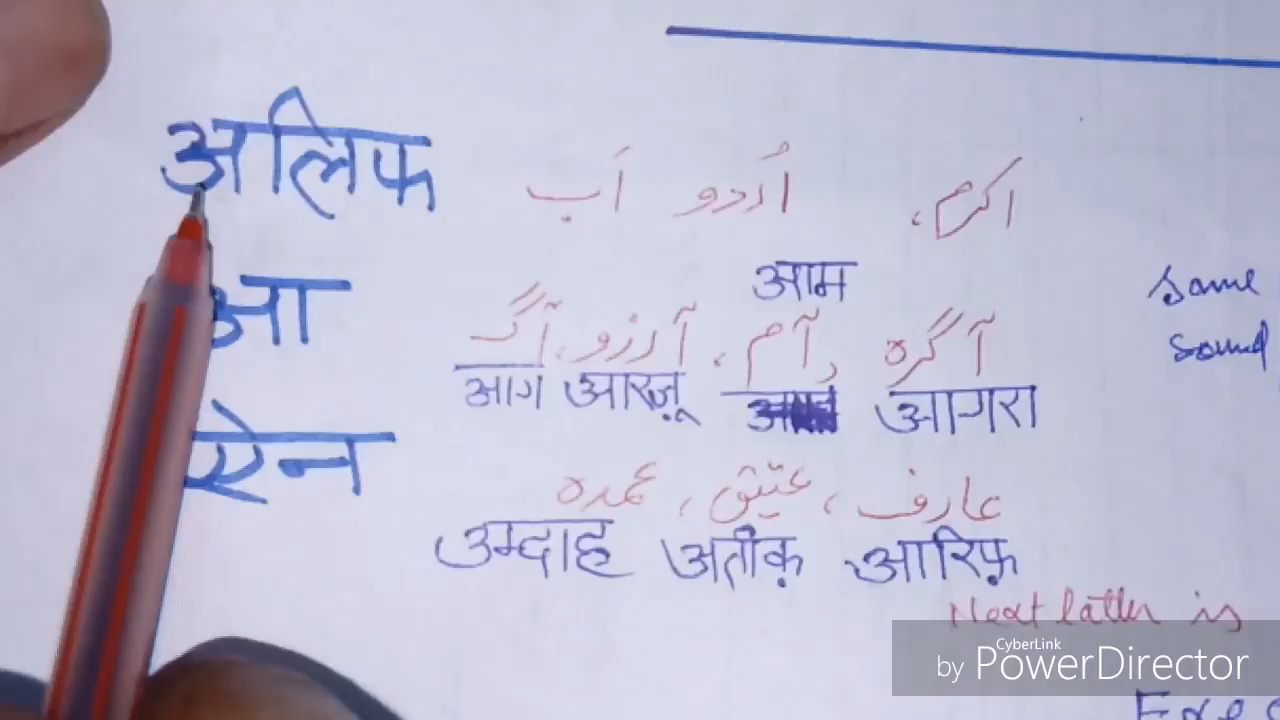 अलिफ اکرم، اُردو اَب
आम
Same
आ آگرہ ,آم ، آرزو ، آگ
sound
आग आरज़ू आगरा
ऐन عارف ، عتیق ، عمدہ
उम्दाह अतीक़ आरिफ़
Next latter is
CyberLink
by PowerDirector